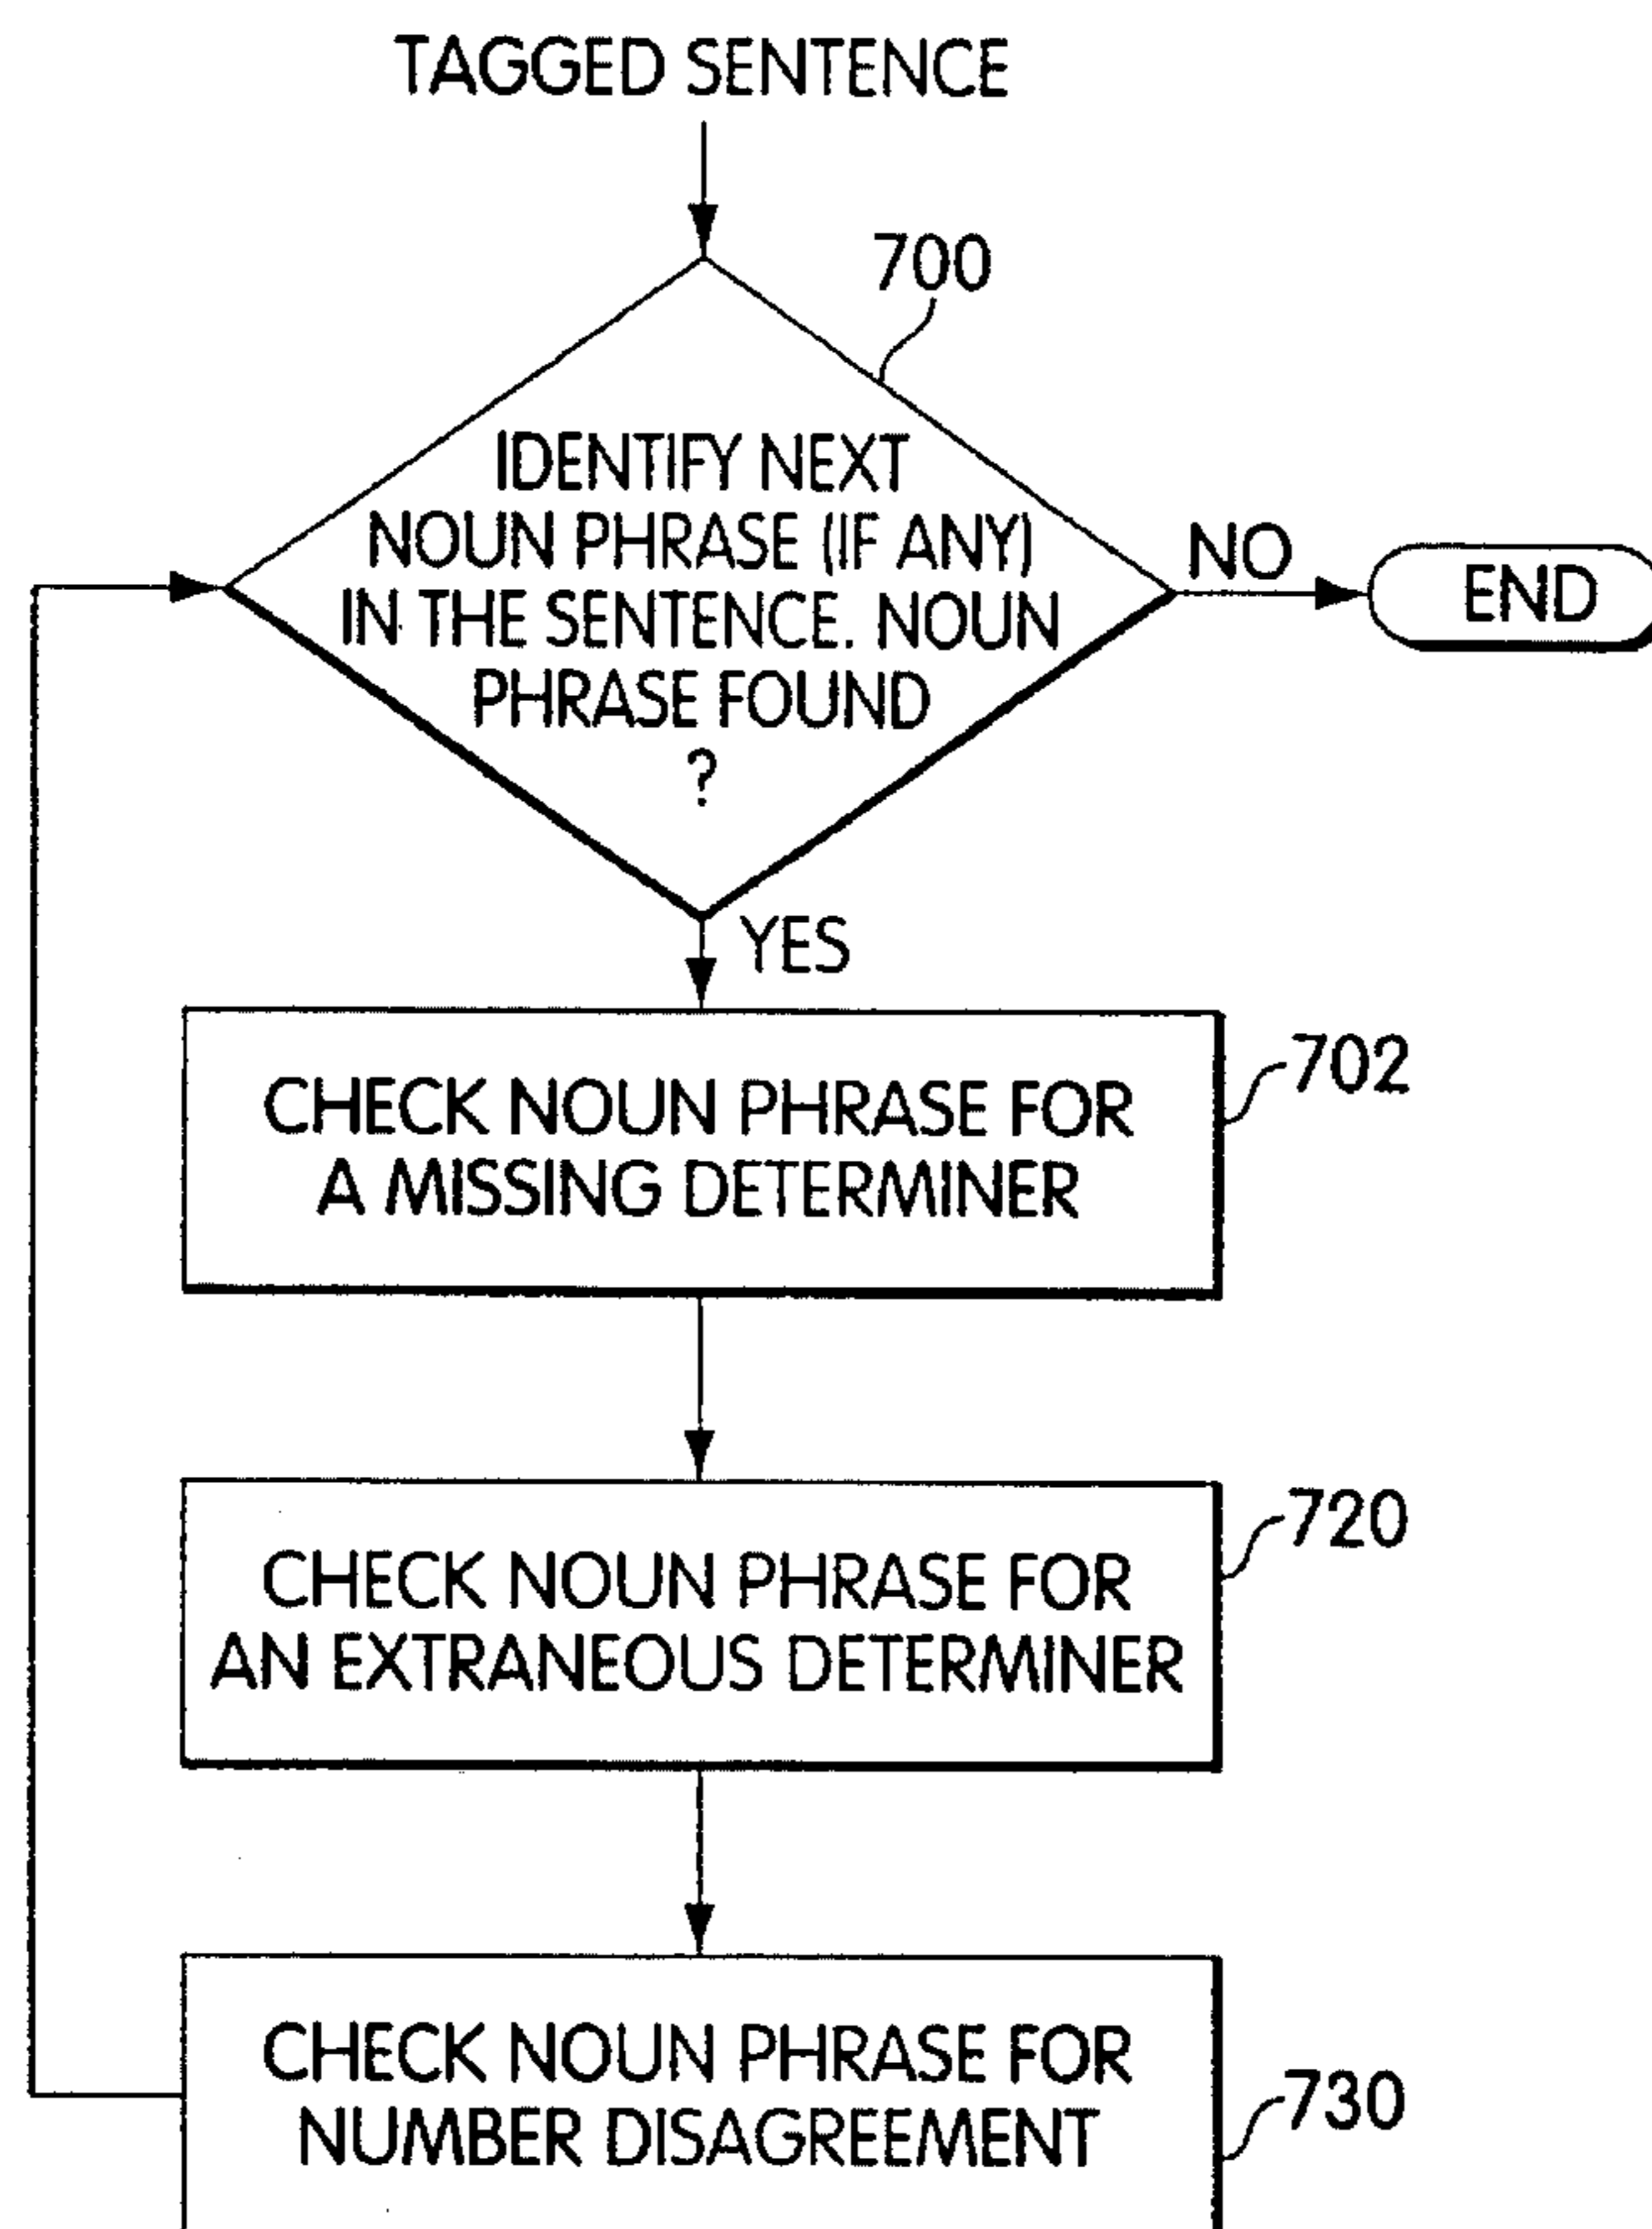 TAGGED SENTENCE
700
IDENTIFY NEXT
NOUN PHRASE (IF ANY)
IN THE SENTENCE. NOUN
PHRASE FOUND
?
NO
END
YES
CHECK NOUN PHRASE FOR
A MISSING DETERMINER
702
CHECK NOUN PHRASE FOR
AN EXTRANEOUS DETERMINER
720
CHECK NOUN PHRASE FOR
NUMBER DISAGREEMENT
730